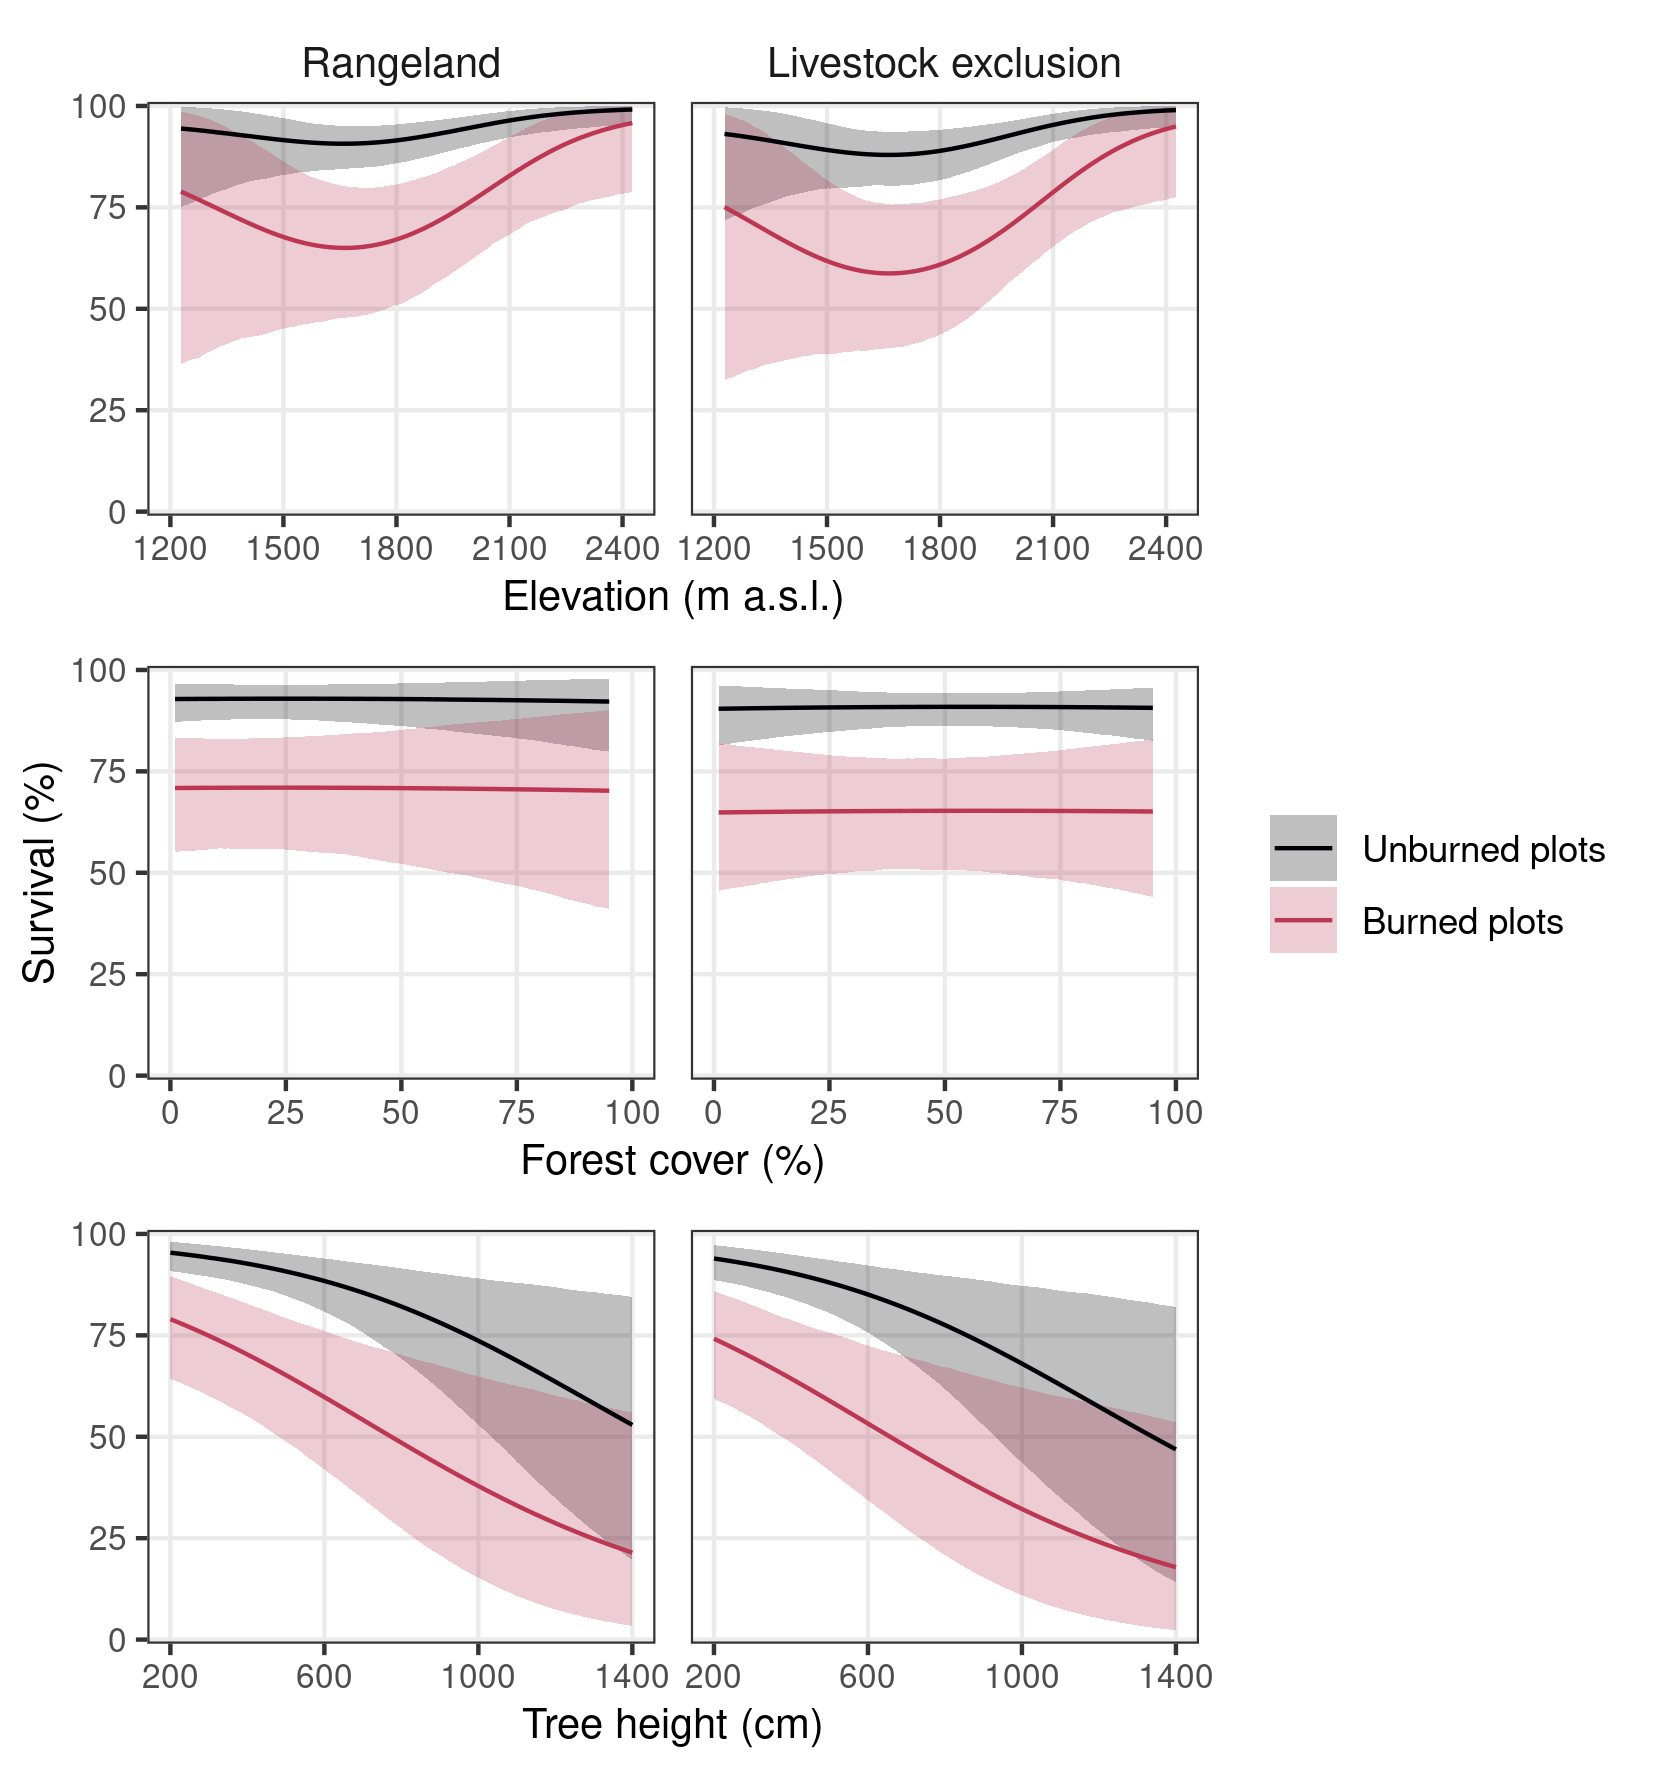 Rangeland Livestock exclusion
100
75
50
25
0
1200 1500 1800 2100 2400 1200 1500 1800 2100 2400
Elevation (m a.s.l.)
Survival (%)
100
75
50
25
0
0 25 50 75 100 0 25 50 75 100
Forest cover (%)
Unburned plots
Burned plots
100
75
50
25
0
200 600 1000 1400 200 600 1000 1400
Tree height (cm)